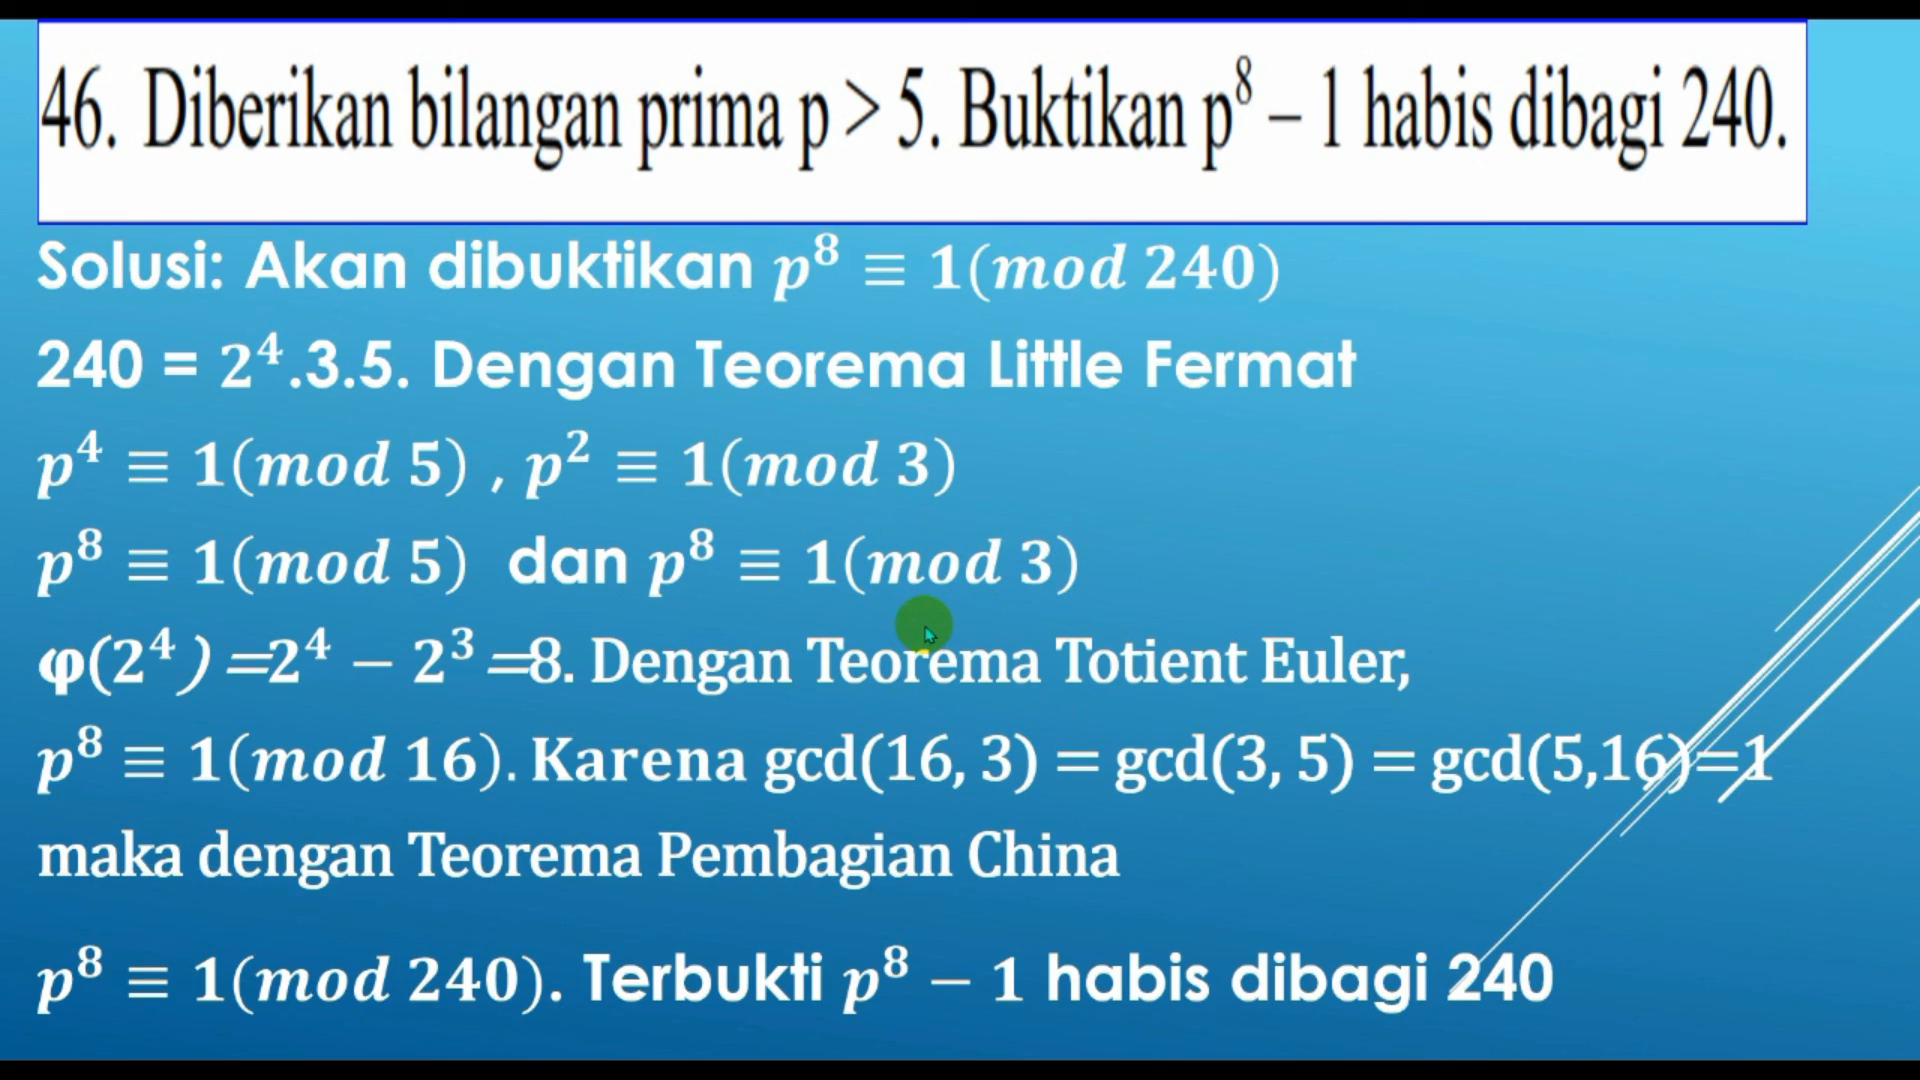 46. Diberikan bilangan prima p > 5. Buktikan p⁸ – 1 habis dibagi 240.
Solusi: Akan dibuktikan p⁸ ≡ 1(mod 240)
240 = 2⁴.3.5. Dengan Teorema Little Fermat
p⁴ ≡ 1(mod 5) , p² ≡ 1(mod 3)
p⁸ ≡ 1(mod 5) dan p⁸ ≡ 1(mod 3)
φ(2⁴)=2⁴ − 2³=8. Dengan Teorema Totient Euler,
p⁸ ≡ 1(mod 16). Karena gcd(16, 3) = gcd(3, 5) = gcd(5,16)=1
maka dengan Teorema Pembagian China
p⁸ ≡ 1(mod 240). Terbukti p⁸ − 1 habis dibagi 240